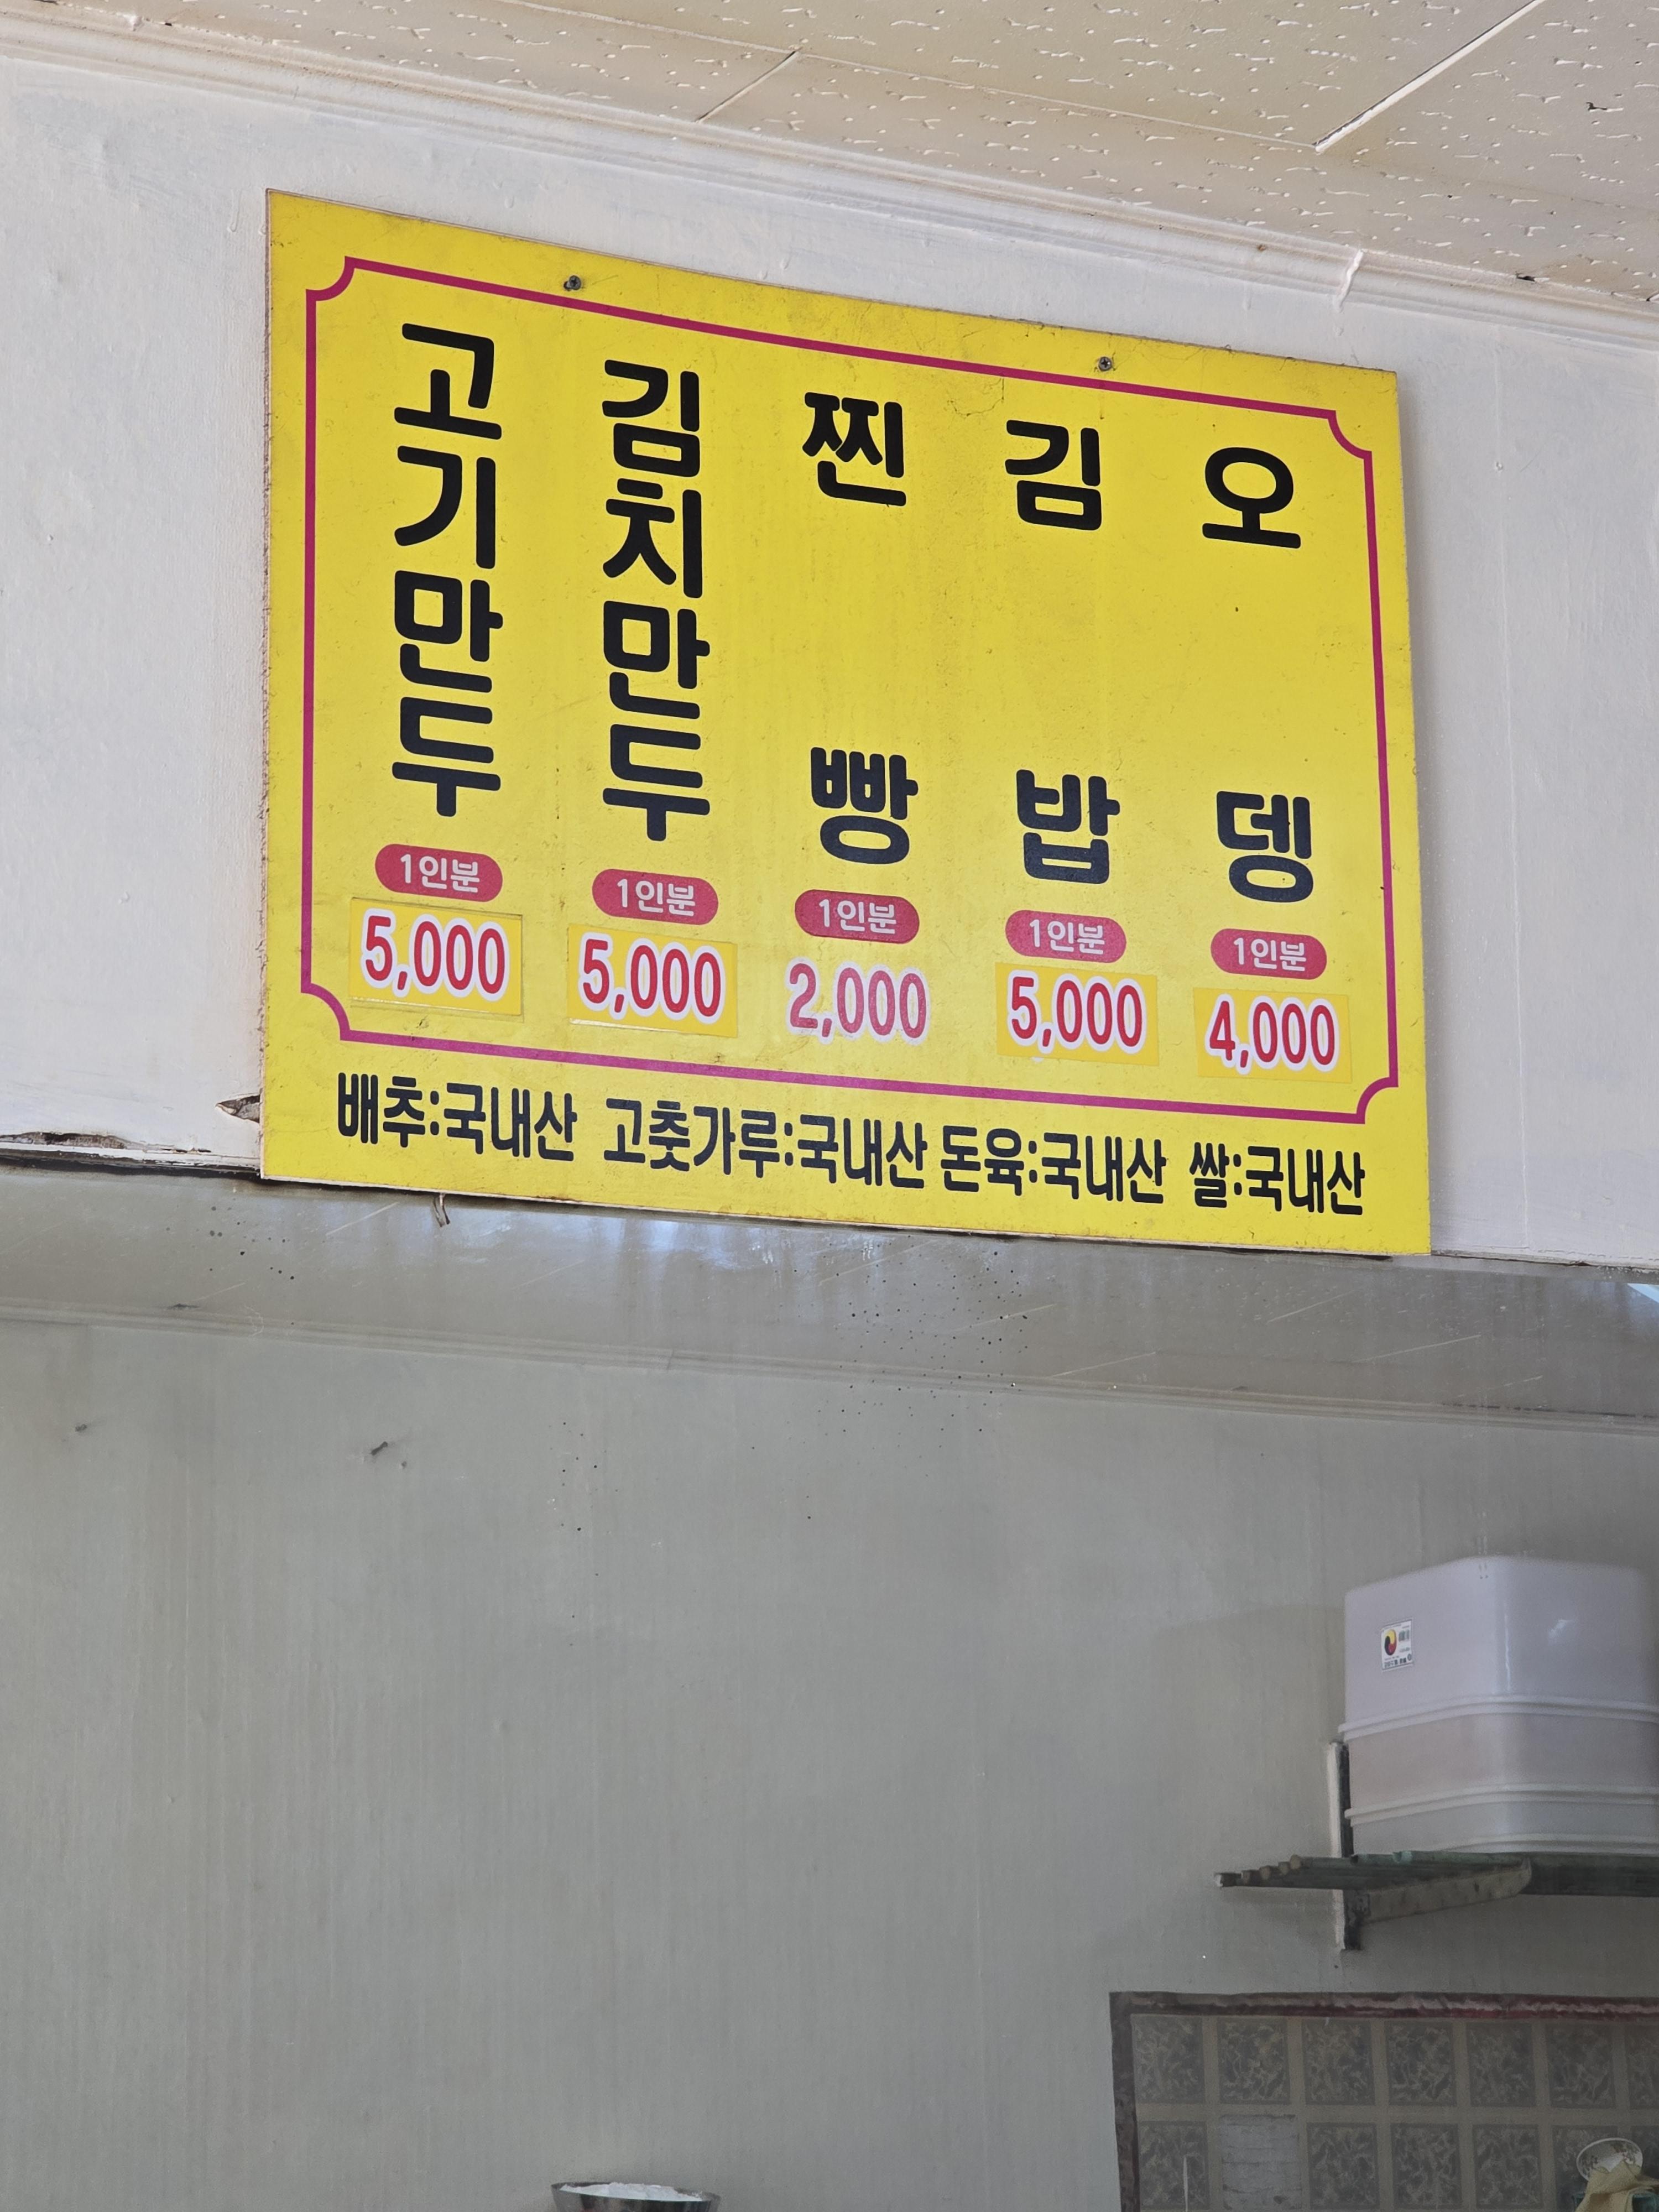 고기만두 1인분 5,000
김치만두 1인분 5,000
찐빵 1인분 2,000
김밥 1인분 5,000
오뎅 1인분 4,000
배추:국내산 고춧가루:국내산 돈육:국내산 쌀:국내산